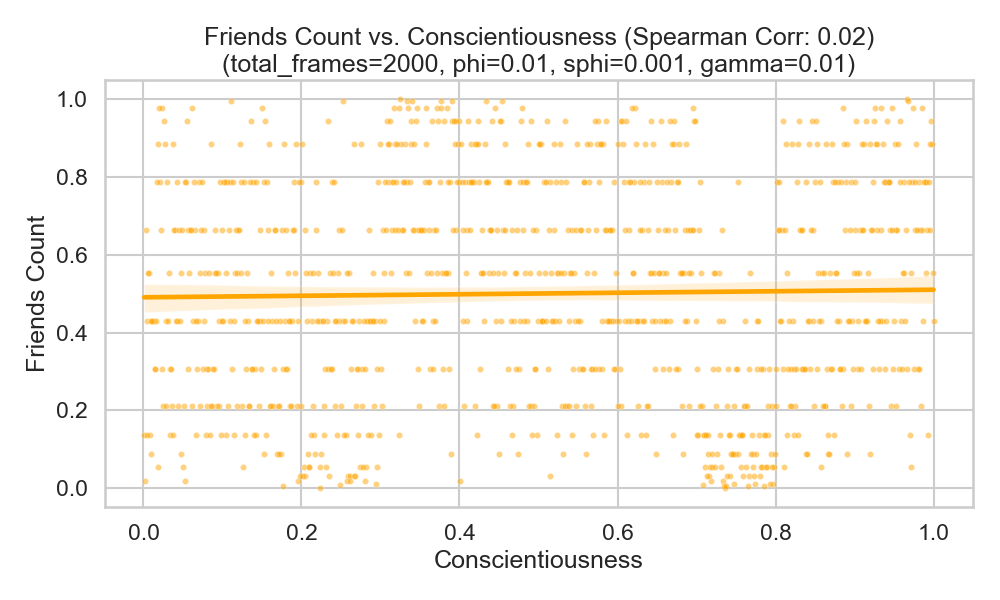 Friends Count vs. Conscientiousness (Spearman Corr: 0.02)
(total_frames=2000, phi=0.01, sphi=0.001, gamma=0.01)
1.0
0.8
0.6
0.4
0.2
0.0
Friends Count
0.0 0.2 0.4 0.6 0.8 1.0
Conscientiousness